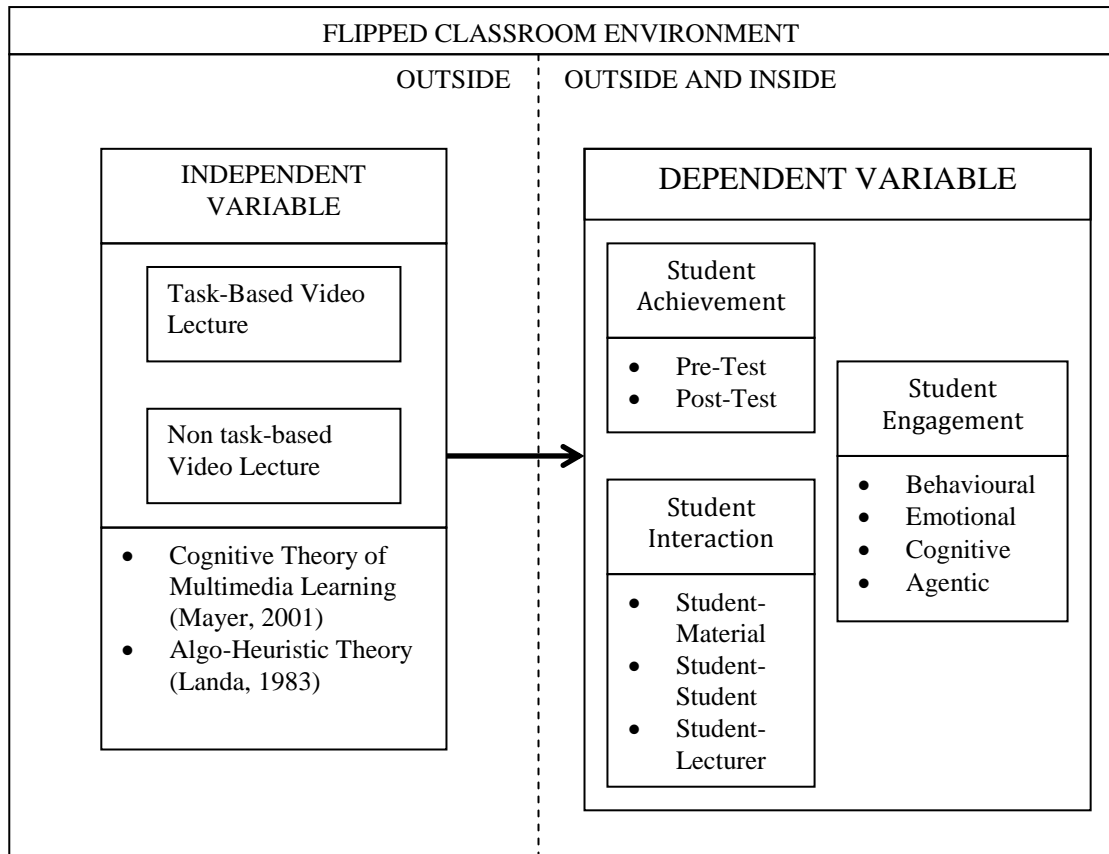 FLIPPED CLASSROOM ENVIRONMENT
OUTSIDE
OUTSIDE AND INSIDE
INDEPENDENT
VARIABLE
Task-Based Video
Lecture
Non task-based
Video Lecture
• Cognitive Theory of
Multimedia Learning
(Mayer, 2001)
• Algo-Heuristic Theory
(Landa, 1983)
DEPENDENT VARIABLE
Student
Achievement
• Pre-Test
• Post-Test
Student
Interaction
• Student-
Material
• Student-
Student
• Student-
Lecturer
Student
Engagement
• Behavioural
• Emotional
• Cognitive
• Agentic